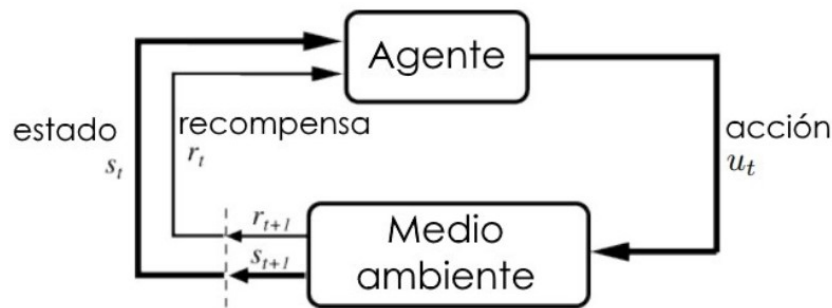 Agente
estado
s_t
recompensa
r_t
acción
u_t
r_{t+1}
s_{t+1}
Medio
ambiente